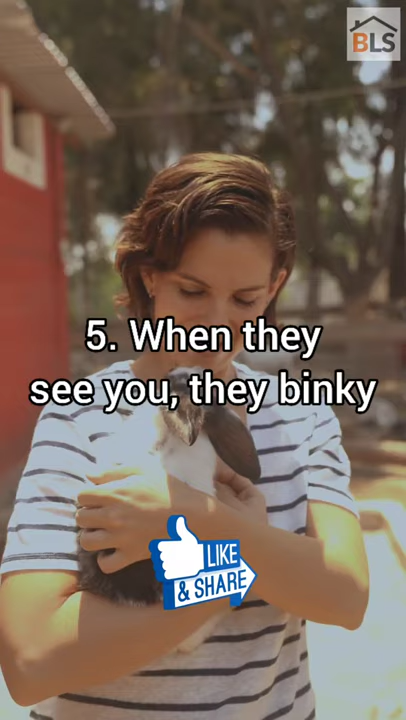 BLS
5. When they
see you, they binky
LIKE
& SHARE